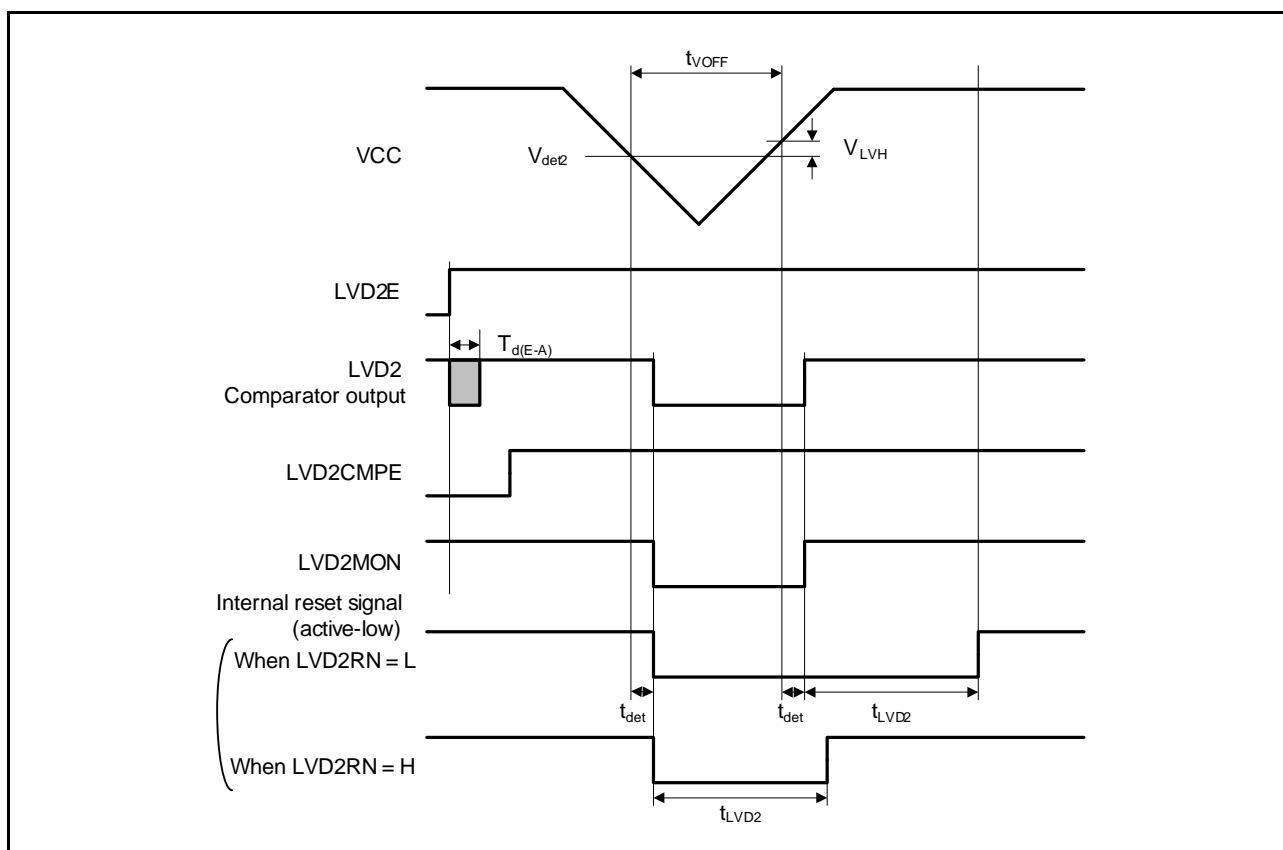 tVOFF
VCC
Vdet2
VLVH
LVD2E
Td(E-A)
LVD2
Comparator output
LVD2CMPE
LVD2MON
Internal reset signal
(active-low)
When LVD2RN = L
tdet
tdet
tLVD2
When LVD2RN = H
tLVD2